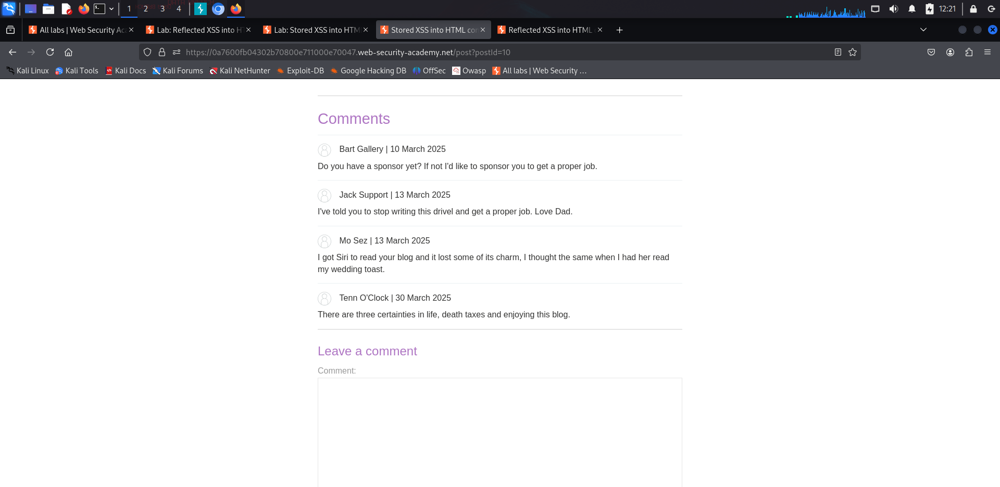 1 2 3 4 12:21
All labs | Web Security Ac
Lab: Reflected XSS into HT
Lab: Stored XSS into HTM
Stored XSS into HTML con
Reflected XSS into HTML
https://0a7600fb04302b70800e711000e70047.web-security-academy.net/post?postId=10
Kali Linux Kali Tools Kali Docs Kali Forums Kali NetHunter Exploit-DB Google Hacking DB OffSec Owasp All labs | Web Security …
Comments
Bart Gallery | 10 March 2025
Do you have a sponsor yet? If not I'd like to sponsor you to get a proper job.
Jack Support | 13 March 2025
I've told you to stop writing this drivel and get a proper job. Love Dad.
Mo Sez | 13 March 2025
I got Siri to read your blog and it lost some of its charm, I thought the same when I had her read
my wedding toast.
Tenn O'Clock | 30 March 2025
There are three certainties in life, death taxes and enjoying this blog.
Leave a comment
Comment: